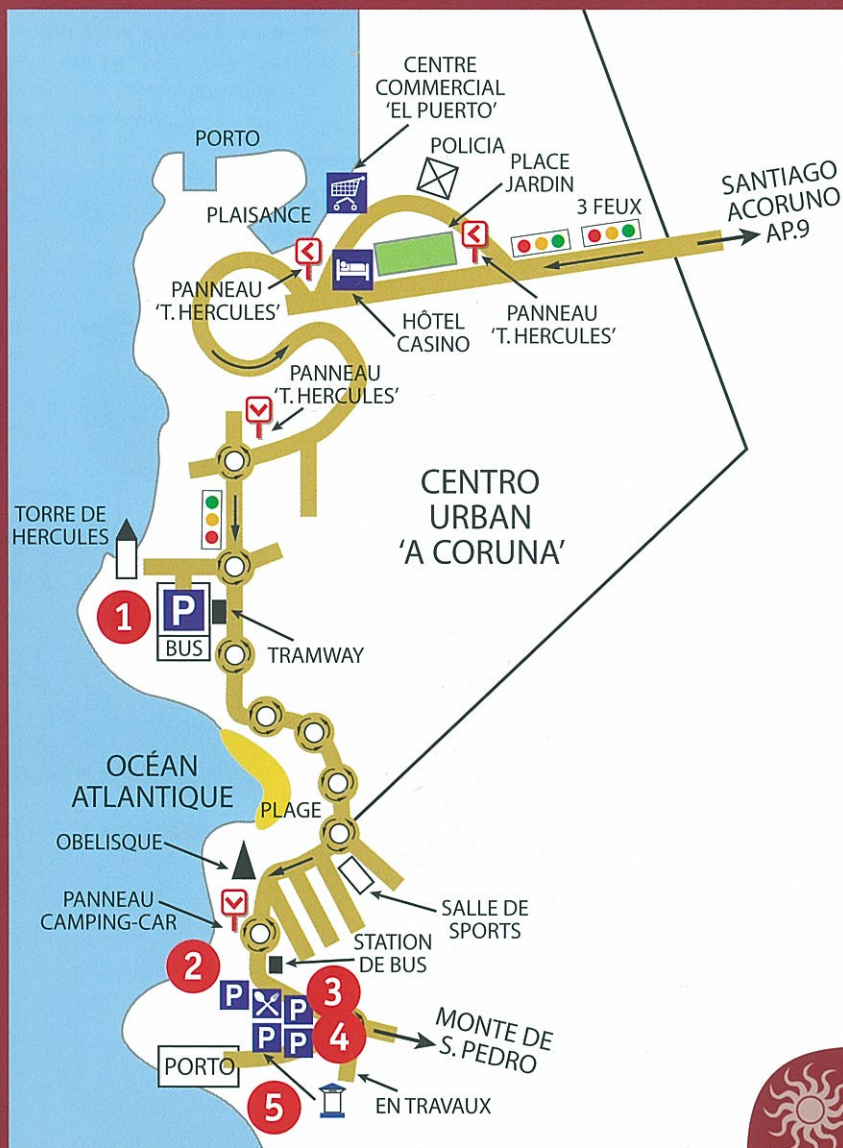 CENTRE
COMMERCIAL
'EL PUERTO'
POLICIA
PORTO
PLACE
JARDIN
SANTIAGO
ACORUNO
AP.9
3 FEUX
PLAISANCE
PANNEAU
'T. HERCULES'
HÔTEL
CASINO
PANNEAU
'T. HERCULES'
PANNEAU
'T. HERCULES'
CENTRO
URBAN
'A CORUNA'
TORRE DE
HERCULES
1
P
BUS
TRAMWAY
OCÉAN
ATLANTIQUE
PLAGE
OBELISQUE
PANNEAU
CAMPING-CAR
SALLE DE
SPORTS
STATION
DE BUS
2
P
P
3
P
P
4
MONTE DE
S. PEDRO
PORTO
5
EN TRAVAUX